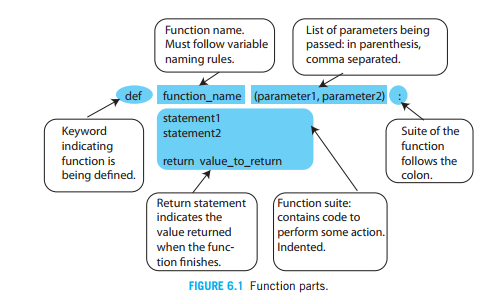 Function name.
Must follow variable
naming rules.
List of parameters being
passed: in parenthesis,
comma separated.
def function_name (parameter1, parameter2) :
statement1
statement2
return value_to_return
Keyword
indicating
function is
being defined.
Suite of the
function
follows the
colon.
Return statement
indicates the
value returned
when the func-
tion finishes.
Function suite:
contains code to
perform some action.
Indented.
FIGURE 6.1 Function parts.